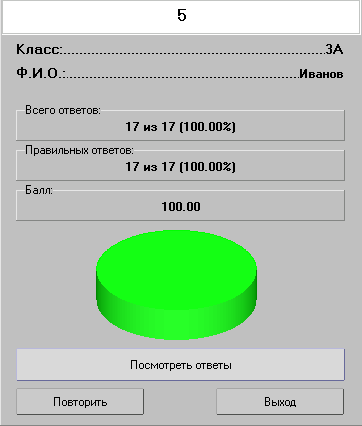 5
Класс:........................................................ЗА
Ф.И.О.:........................................................Иванов
Всего ответов:
17 из 17 (100.00%)
Правильных ответов:
17 из 17 (100.00%)
Балл:
100.00
Посмотреть ответы
Повторить Выход